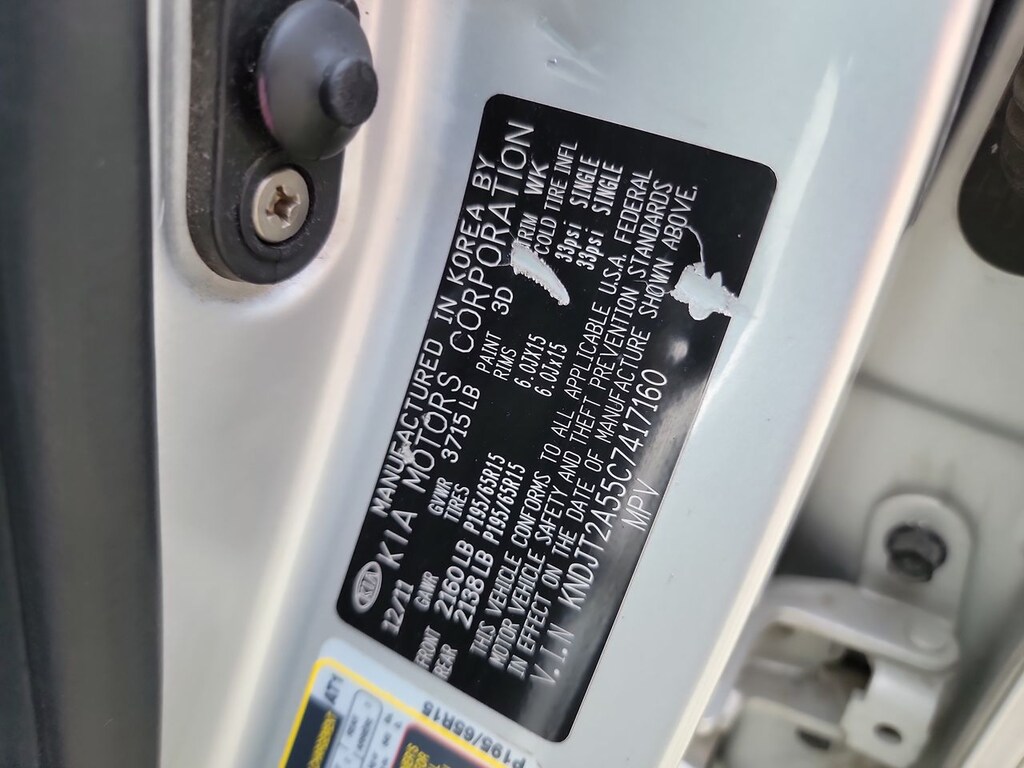 KIA
MANUFACTURED IN KOREA BY
12/11 KIA MOTORS CORPORATION
GVWR 3715LB PAINT 3D TRIM WK
GAWR TIRES RIMS COLD TIRE INFL
FRONT 2160LB P195/65R15 6.0JX15 33psi SINGLE
REAR 2138LB P195/65R15 6.0Jx15 33psi SINGLE
THIS VEHICLE CONFORMS TO ALL APPLICABLE U.S.A. FEDERAL
MOTOR VEHICLE SAFETY AND THEFT PREVENTION STANDARDS
IN EFFECT ON THE DATE OF MANUFACTURE SHOWN ABOVE.
V.I.N KNDJT2A55C7417160
MPV
P195/65R15